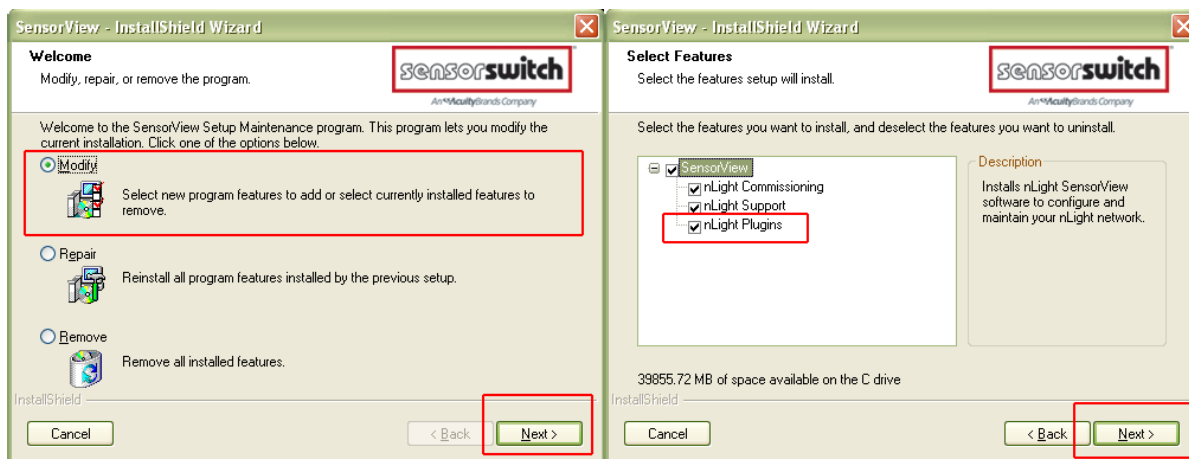 SensorView - InstallShield Wizard
Welcome
Modify, repair, or remove the program.
sensorswitch
An AcuityBrands Company
Welcome to the SensorView Setup Maintenance program. This program lets you modify the
current installation. Click one of the options below.
Modify
Select new program features to add or select currently installed features to
remove.
Repair
Reinstall all program features installed by the previous setup.
Remove
Remove all installed features.
InstallShield
Cancel
< Back
Next >
SensorView - InstallShield Wizard
Select Features
Select the features setup will install.
sensorswitch
An AcuityBrands Company
Select the features you want to install, and deselect the features you want to uninstall.
SensorView
nLight Commissioning
nLight Support
nLight Plugins
Description
Installs nLight SensorView
software to configure and
maintain your nLight network.
39855.72 MB of space available on the C drive
InstallShield
Cancel
< Back
Next >